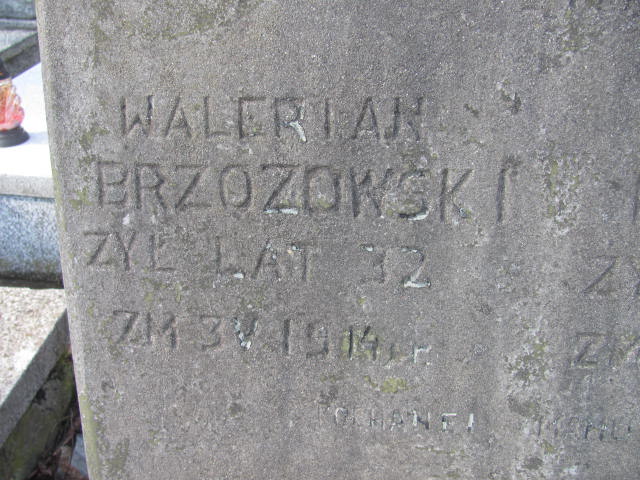 WALERIAN
BRZOZOWSKI
ŻYŁ LAT 32
ZM 3 V 1914 R